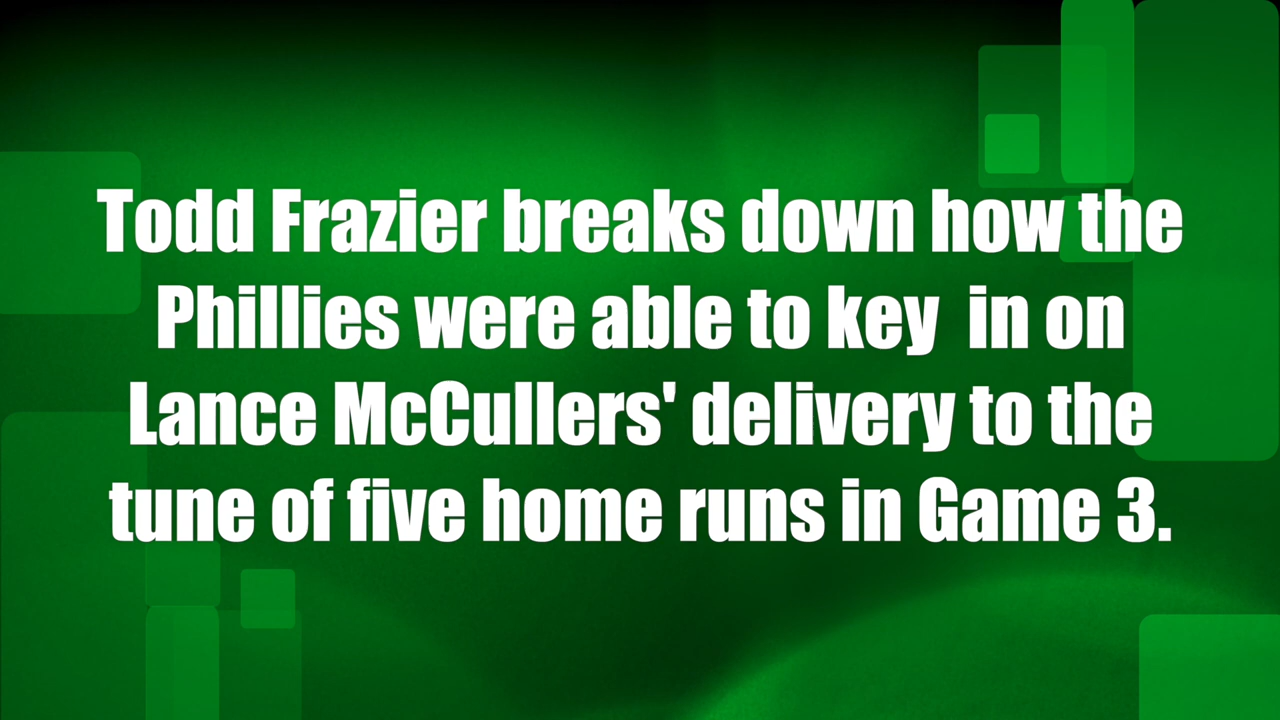 Todd Frazier breaks down how the
Phillies were able to key  in on
Lance McCullers' delivery to the
tune of five home runs in Game 3.